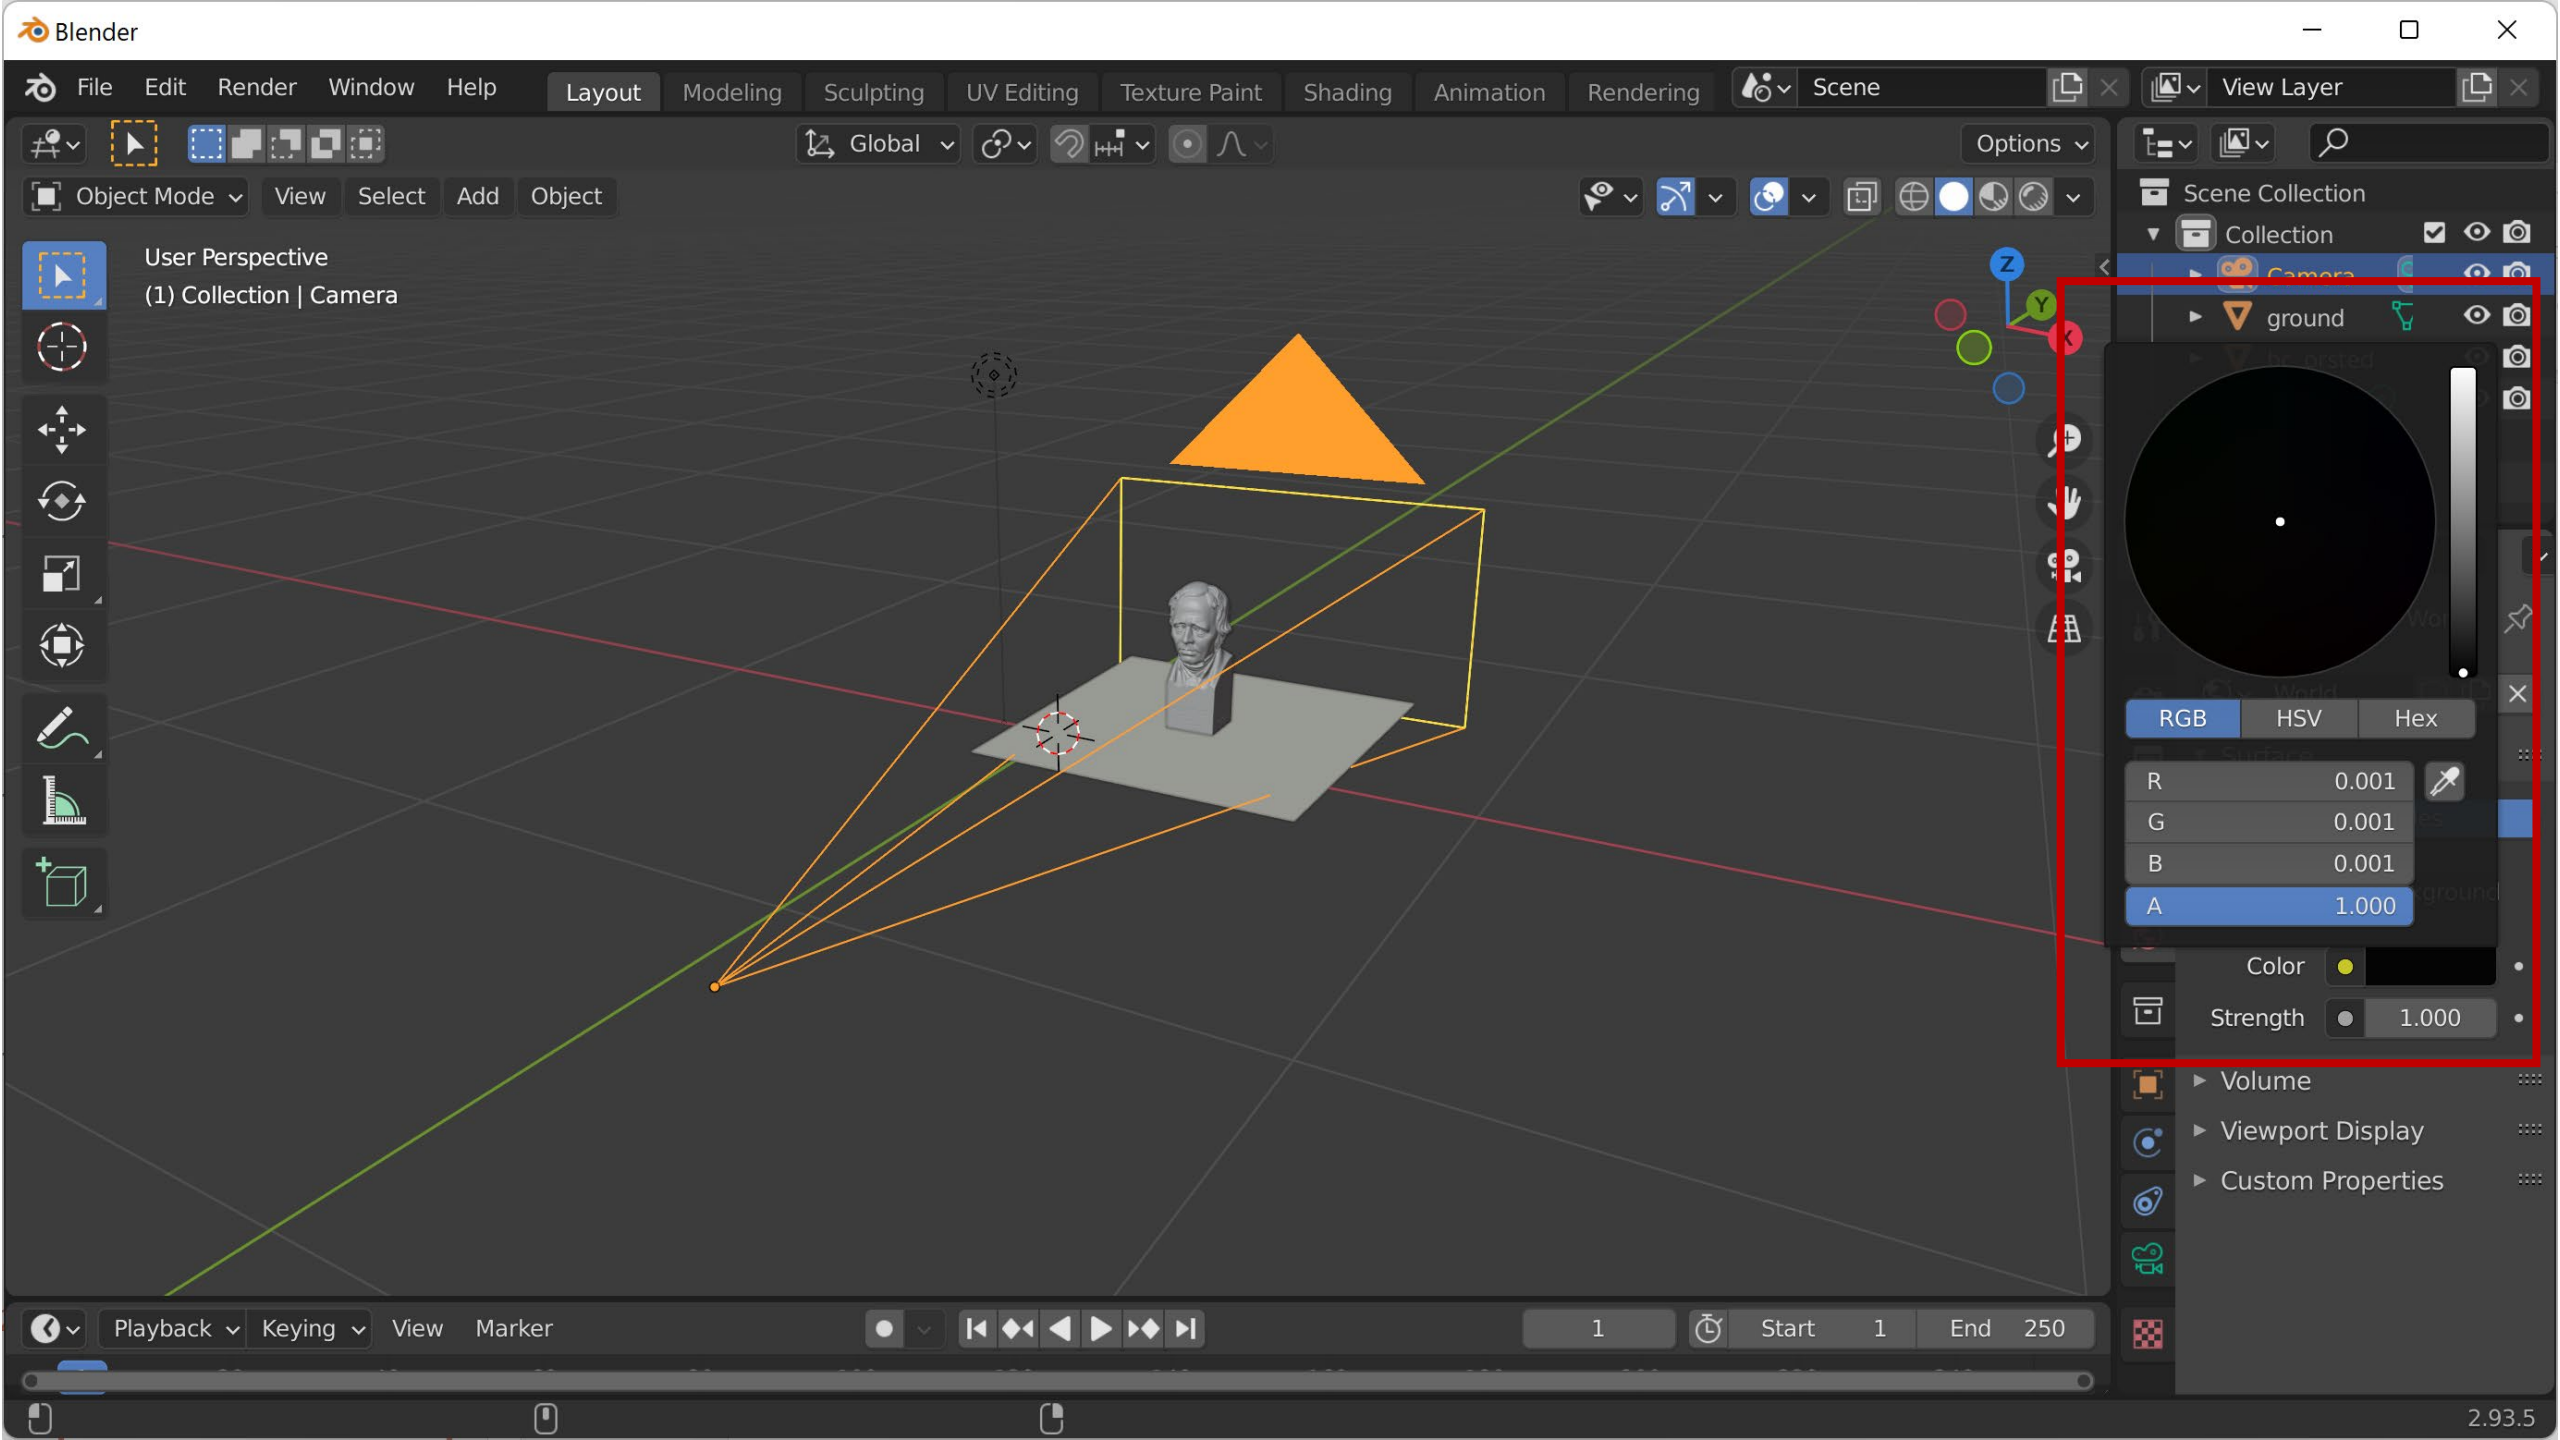 Blender
File Edit Render Window Help Layout Modeling Sculpting UV Editing Texture Paint Shading Animation Rendering Scene View Layer
Global Options
Object Mode View Select Add Object
Scene Collection
Collection
User Perspective
(1) Collection | Camera
Camera
ground
Z
Y
X
World
RGB HSV Hex
Surface
R 0.001
G 0.001
B 0.001
A 1.000
Color
Strength 1.000
Volume
Viewport Display
Custom Properties
Playback Keying View Marker 1 Start 1 End 250
2.93.5